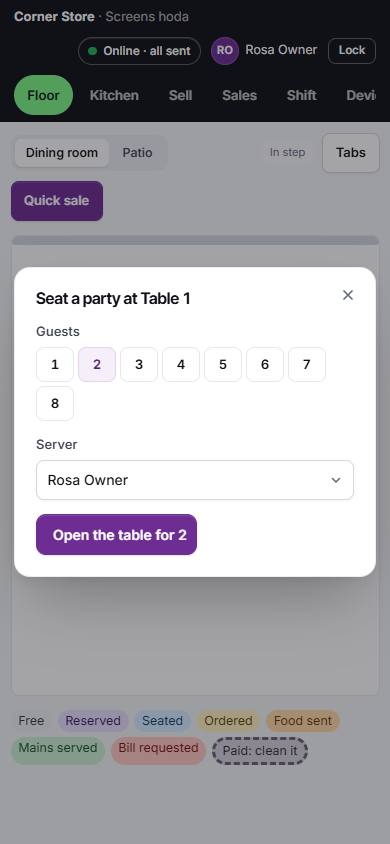 Corner Store · Screens hoda
Online · all sent
RO
Rosa Owner
Lock
Floor
Kitchen
Sell
Sales
Shift
Dining room
Patio
In step
Tabs
Quick sale
Seat a party at Table 1
Guests
1
2
3
4
5
6
7
8
Server
Rosa Owner
Open the table for 2
Free
Reserved
Seated
Ordered
Food sent
Mains served
Bill requested
Paid: clean it